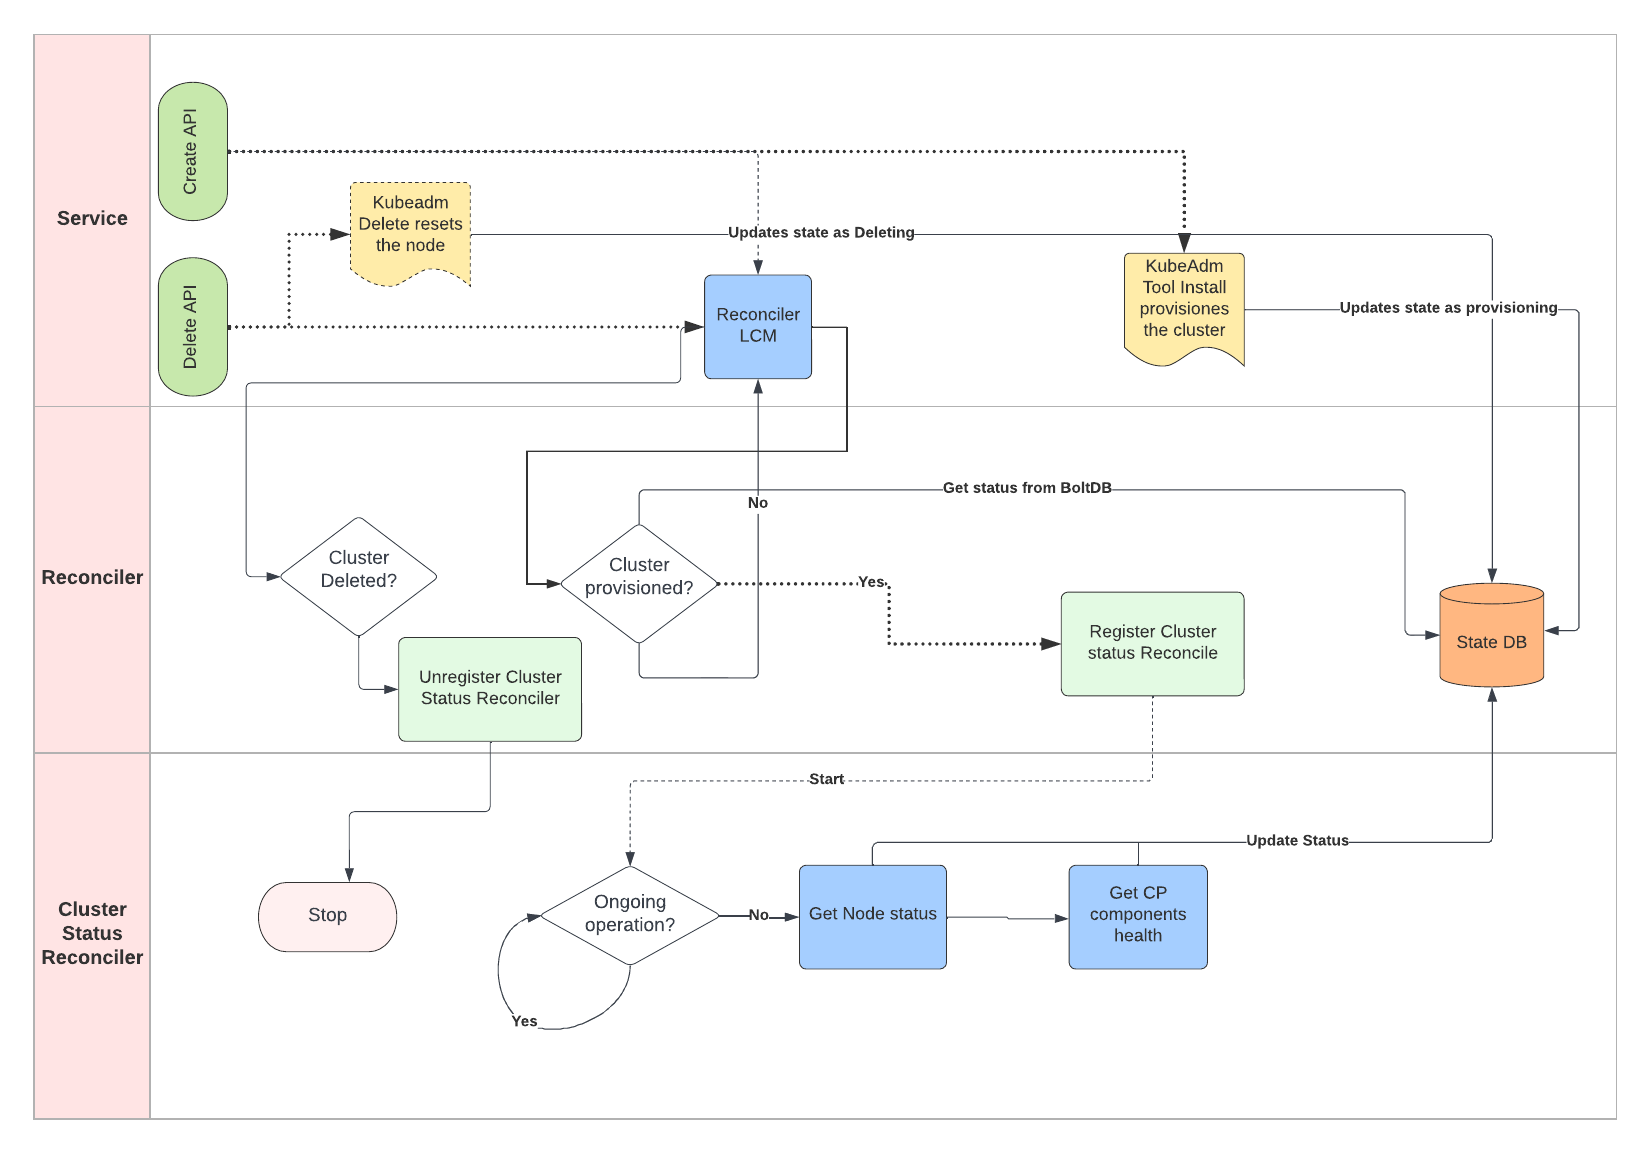 Service
Create API
Delete API
Kubeadm
Delete resets
the node
Updates state as Deleting
Reconciler
LCM
KubeAdm
Tool Install
provisiones
the cluster
Updates state as provisioning
Reconciler
Cluster
Deleted?
Unregister Cluster
Status Reconciler
Get status from BoltDB
No
Cluster
provisioned?
Yes
Register Cluster
status Reconcile
State DB
Cluster
Status
Reconciler
Start
Stop
Ongoing
operation?
Yes
No
Get Node status
Get CP
components
health
Update Status